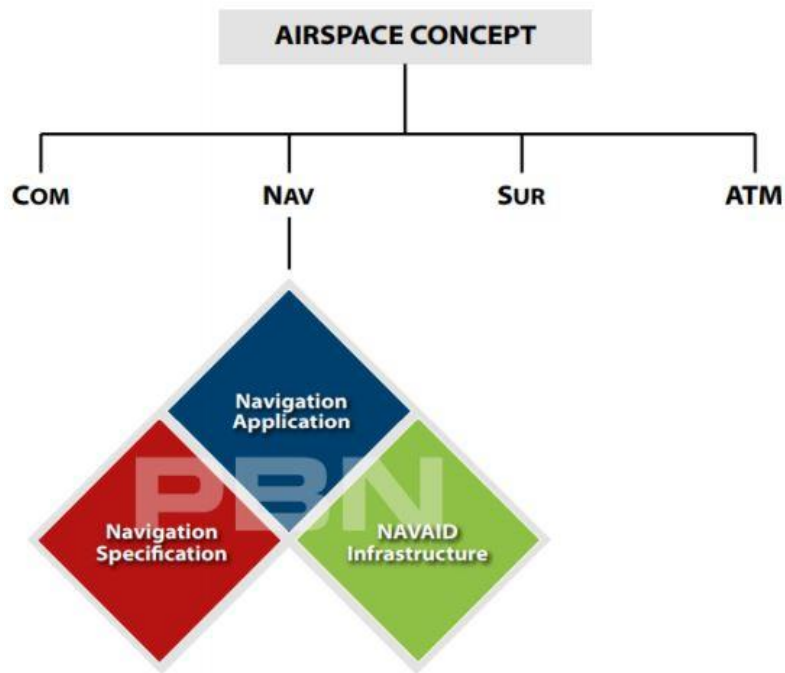 AIRSPACE CONCEPT
COM NAV SUR ATM
Navigation
Application
PBN
Navigation
Specification
NAVAID
Infrastructure